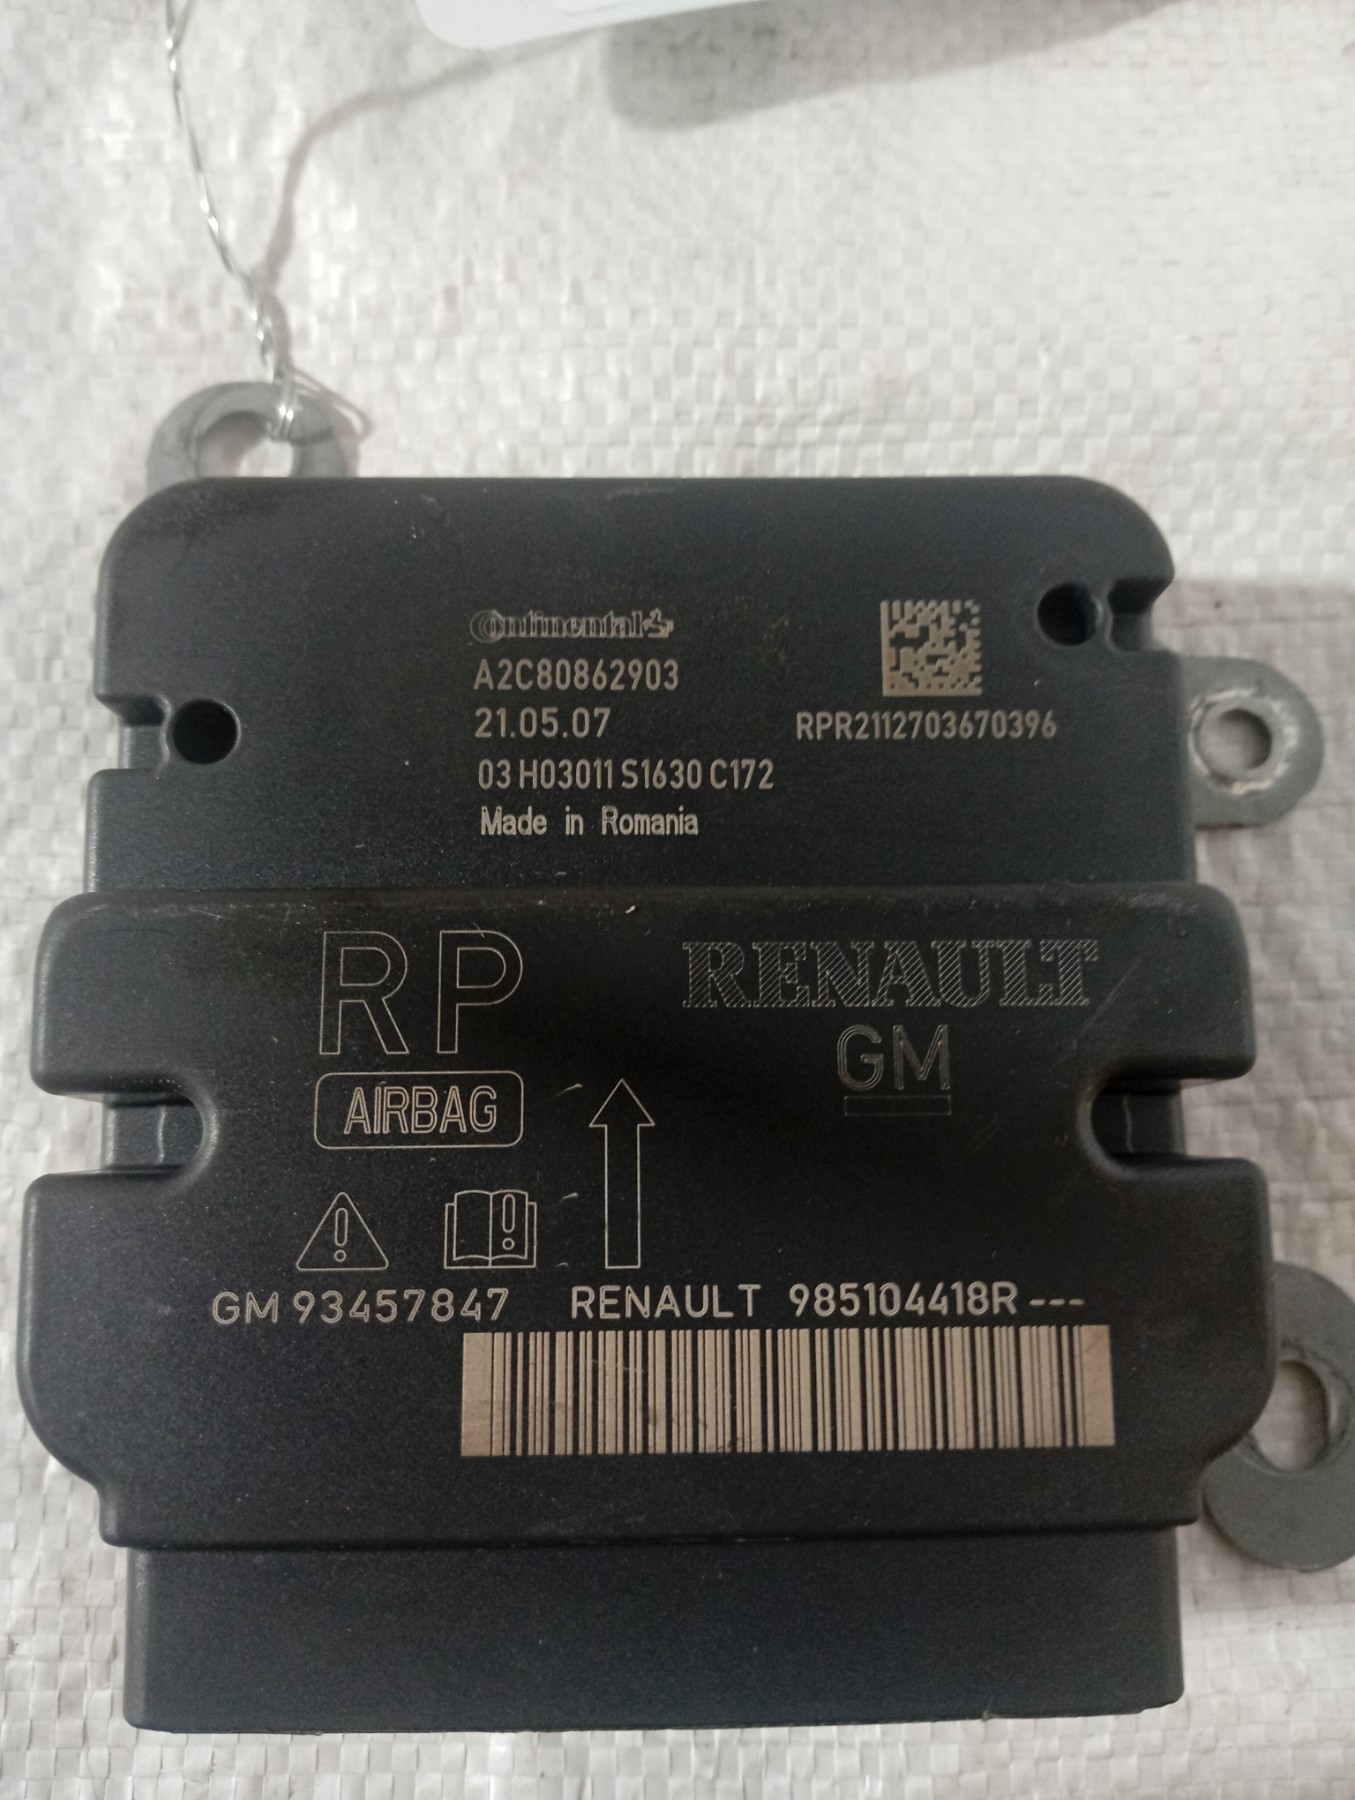 Continental
A2C80862903
21.05.07
RPR2112703670396
03 H03011 S1630 C172
Made in Romania
RP
RENAULT
GM
AIRBAG
GM 93457847 RENAULT 985104418R ---